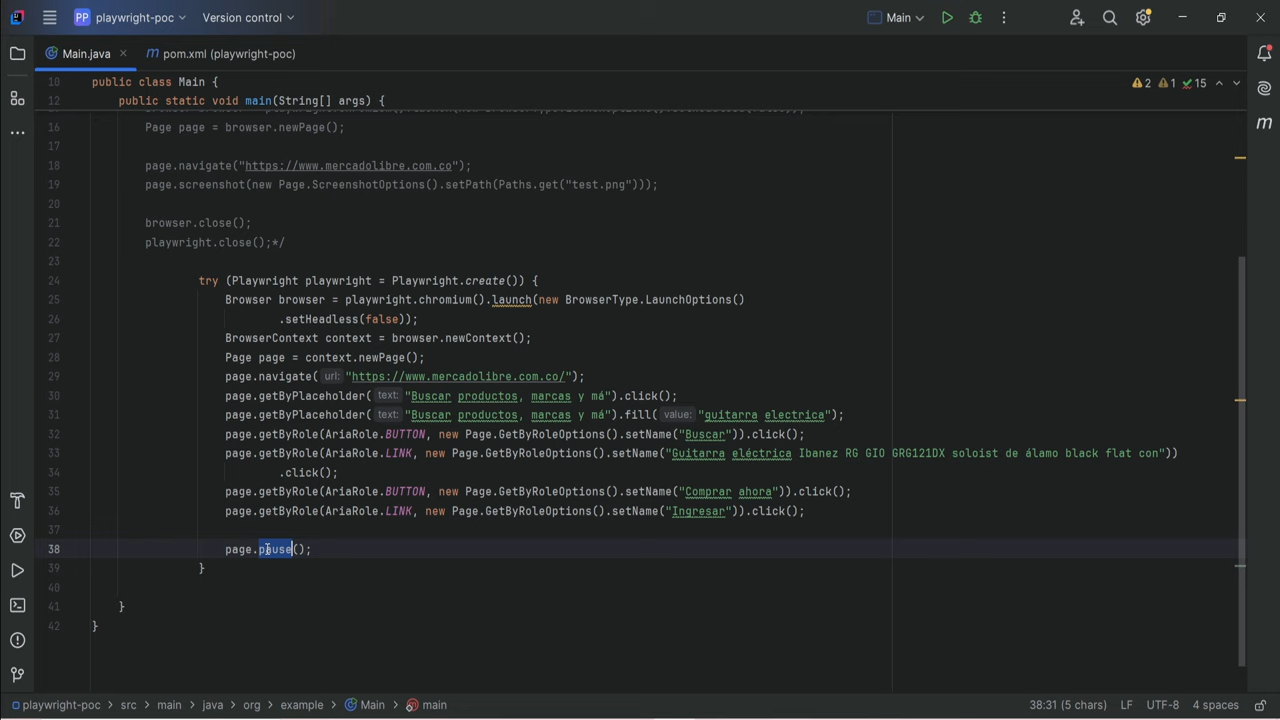 PP playwright-poc Version control Main
Main.java pom.xml (playwright-poc)
10 public class Main { 2 1 15
12 public static void main(String[] args) {
16 Page page = browser.newPage();
17
18 page.navigate("https://www.mercadolibre.com.co");
19 page.screenshot(new Page.ScreenshotOptions().setPath(Paths.get("test.png")));
20
21 browser.close();
22 playwright.close();*/
23
24 try (Playwright playwright = Playwright.create()) {
25 Browser browser = playwright.chromium().launch(new BrowserType.LaunchOptions()
26 .setHeadless(false));
27 BrowserContext context = browser.newContext();
28 Page page = context.newPage();
29 page.navigate( url: "https://www.mercadolibre.com.co/");
30 page.getByPlaceholder( text: "Buscar productos, marcas y má").click();
31 page.getByPlaceholder( text: "Buscar productos, marcas y má").fill( value: "guitarra electrica");
32 page.getByRole(AriaRole.BUTTON, new Page.GetByRoleOptions().setName("Buscar")).click();
33 page.getByRole(AriaRole.LINK, new Page.GetByRoleOptions().setName("Guitarra eléctrica Ibanez RG GIO GRG121DX soloist de álamo black flat con"))
34 .click();
35 page.getByRole(AriaRole.BUTTON, new Page.GetByRoleOptions().setName("Comprar ahora")).click();
36 page.getByRole(AriaRole.LINK, new Page.GetByRoleOptions().setName("Ingresar")).click();
37
38 page.pause();
39 }
40
41 }
42 }
playwright-poc src main java org example Main main 38:31 (5 chars) LF UTF-8 4 spaces